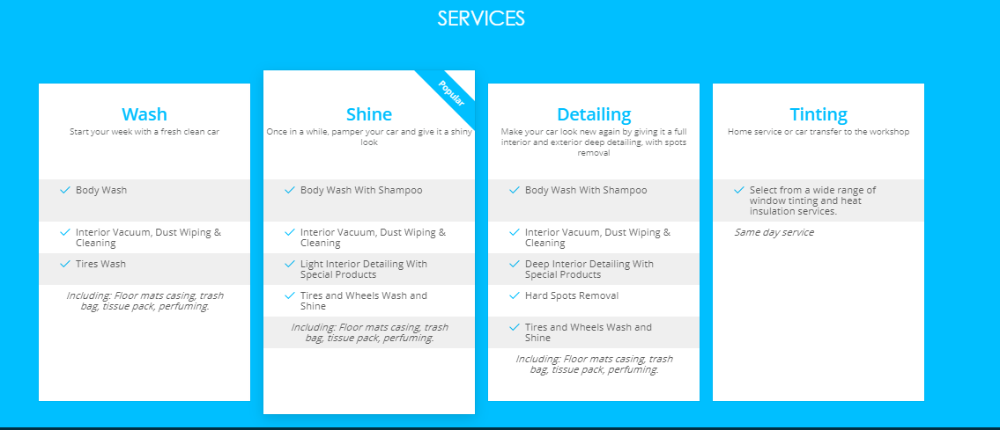 SERVICES
Wash
Start your week with a fresh clean car
Body Wash
Interior Vacuum, Dust Wiping &
Cleaning
Tires Wash
Including: Floor mats casing, trash
bag, tissue pack, perfuming.
Popular
Shine
Once in a while, pamper your car and give it a shiny
look
Body Wash With Shampoo
Interior Vacuum, Dust Wiping &
Cleaning
Light Interior Detailing With
Special Products
Tires and Wheels Wash and
Shine
Including: Floor mats casing, trash
bag, tissue pack, perfuming.
Detailing
Make your car look new again by giving it a full
interior and exterior deep detailing, with spots
removal
Body Wash With Shampoo
Interior Vacuum, Dust Wiping &
Cleaning
Deep Interior Detailing With
Special Products
Hard Spots Removal
Tires and Wheels Wash and
Shine
Including: Floor mats casing, trash
bag, tissue pack, perfuming.
Tinting
Home service or car transfer to the workshop
Select from a wide range of
window tinting and heat
insulation services.
Same day service